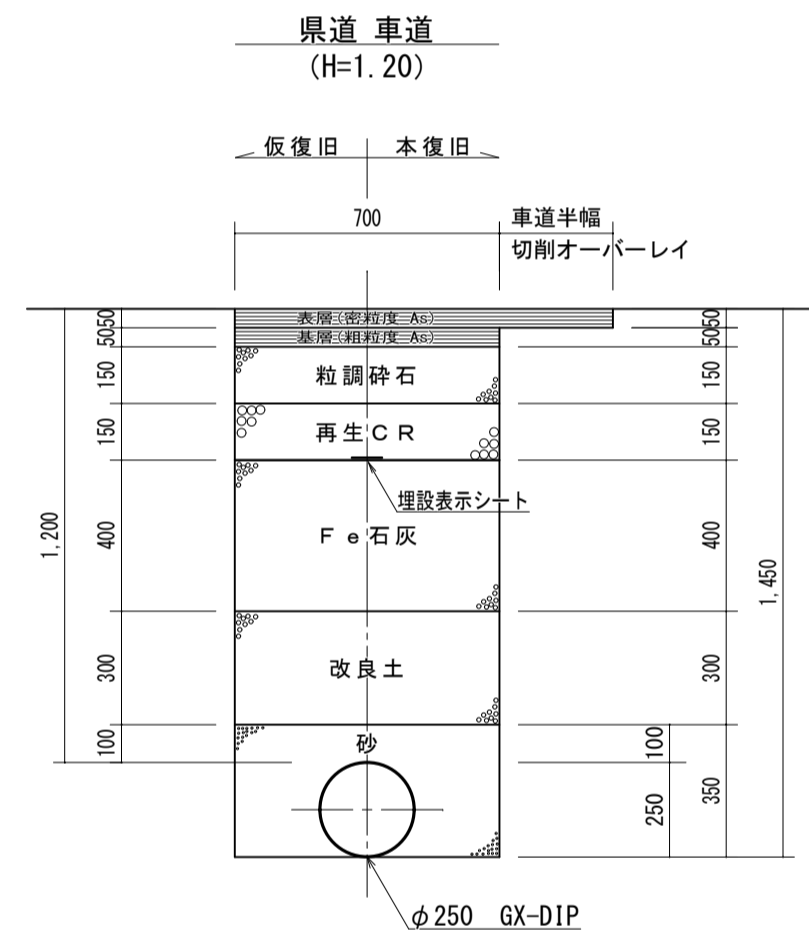 県道 車道
(H=1.20)
仮復旧 本復旧
700 車道半幅
切削オーバーレイ
表層(密粒度 As)
基層(粗粒度 As)
5050
5050
150 粒調砕石 150
150 再生CR 150
埋設表示シート
1,200
400 Fe石灰 400
1,450
300 改良土 300
100 砂 100
250
350
φ250 GX-DIP